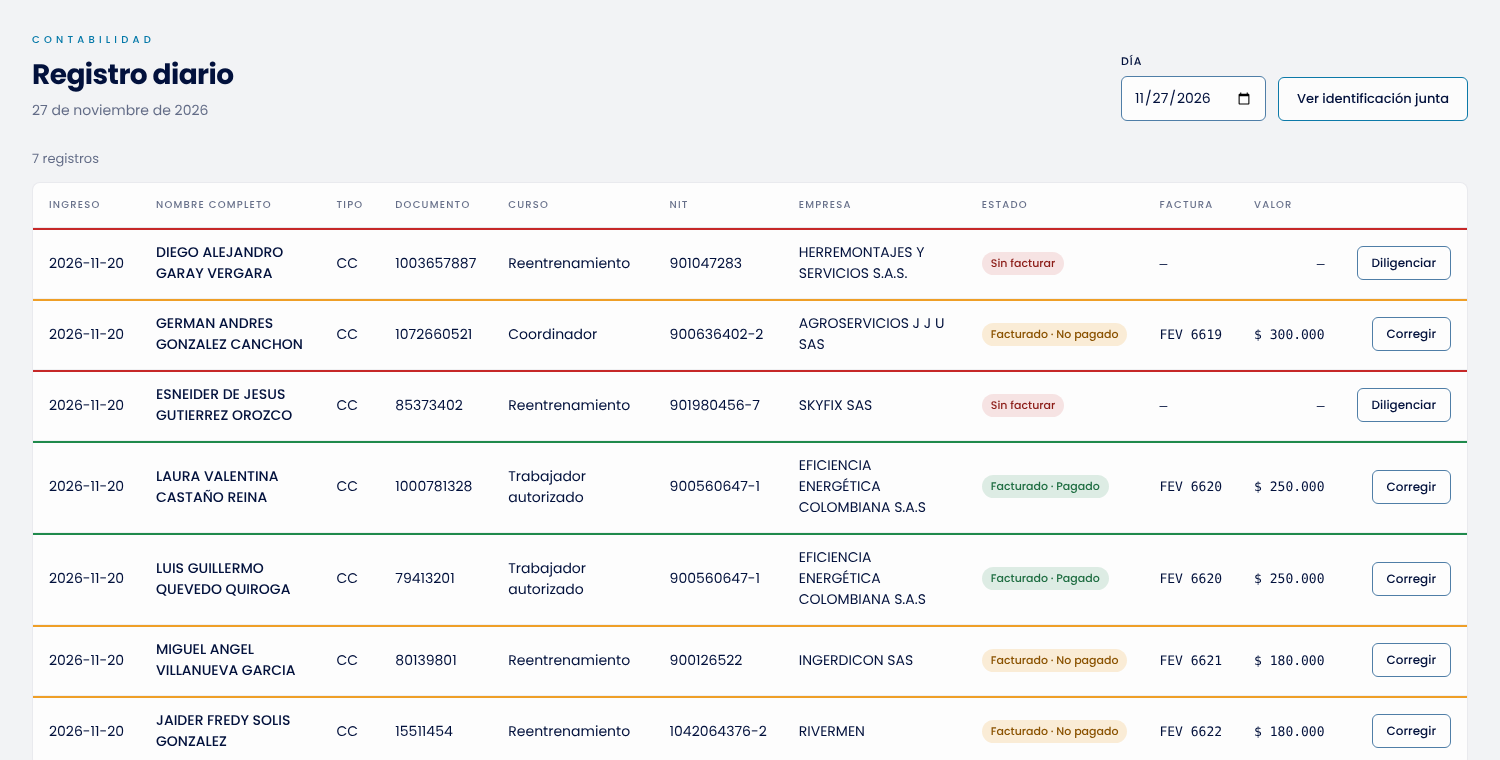 CONTABILIDAD
Registro diario
27 de noviembre de 2026
DÍA
11/27/2026
Ver identificación junta
7 registros
INGRESO NOMBRE COMPLETO TIPO DOCUMENTO CURSO NIT EMPRESA ESTADO FACTURA VALOR
2026-11-20 DIEGO ALEJANDRO GARAY VERGARA CC 1003657887 Reentrenamiento 901047283 HERREMONTAJES Y SERVICIOS S.A.S. Sin facturar — — Diligenciar
2026-11-20 GERMAN ANDRES GONZALEZ CANCHON CC 1072660521 Coordinador 900636402-2 AGROSERVICIOS J J U SAS Facturado · No pagado FEV 6619 $ 300.000 Corregir
2026-11-20 ESNEIDER DE JESUS GUTIERREZ OROZCO CC 85373402 Reentrenamiento 901980456-7 SKYFIX SAS Sin facturar — — Diligenciar
2026-11-20 LAURA VALENTINA CASTAÑO REINA CC 1000781328 Trabajador autorizado 900560647-1 EFICIENCIA ENERGÉTICA COLOMBIANA S.A.S Facturado · Pagado FEV 6620 $ 250.000 Corregir
2026-11-20 LUIS GUILLERMO QUEVEDO QUIROGA CC 79413201 Trabajador autorizado 900560647-1 EFICIENCIA ENERGÉTICA COLOMBIANA S.A.S Facturado · Pagado FEV 6620 $ 250.000 Corregir
2026-11-20 MIGUEL ANGEL VILLANUEVA GARCIA CC 80139801 Reentrenamiento 900126522 INGERDICON SAS Facturado · No pagado FEV 6621 $ 180.000 Corregir
2026-11-20 JAIDER FREDY SOLIS GONZALEZ CC 15511454 Reentrenamiento 1042064376-2 RIVERMEN Facturado · No pagado FEV 6622 $ 180.000 Corregir